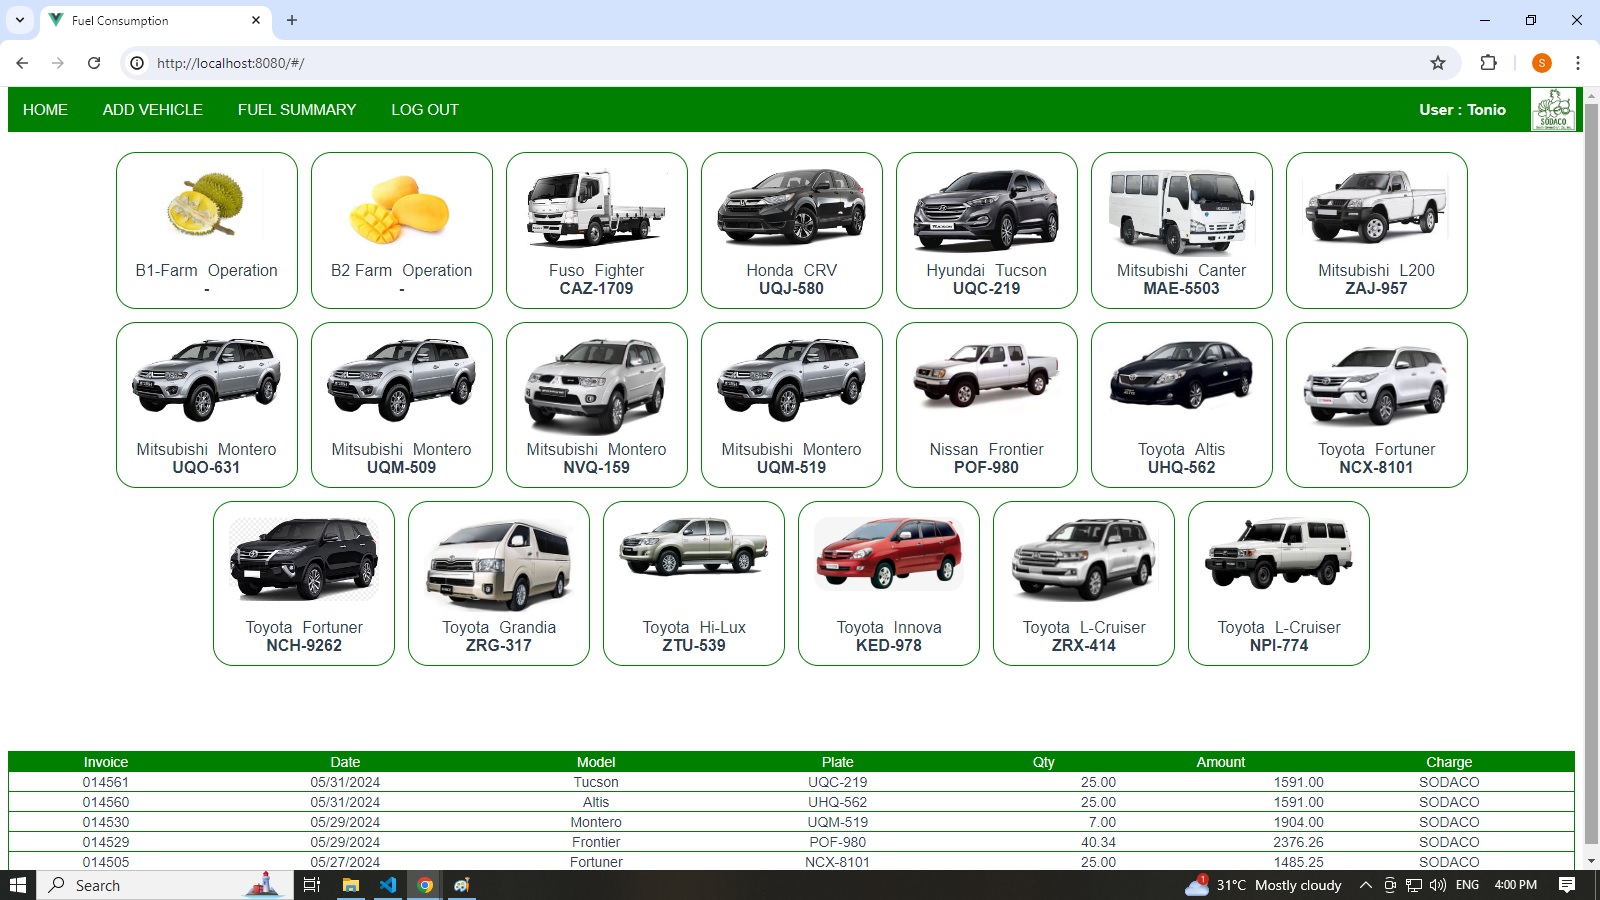 Fuel Consumption
http://localhost:8080/#/
S
HOME ADD VEHICLE FUEL SUMMARY LOG OUT User : Tonio
SODACO
B1-Farm Operation
-
B2 Farm Operation
-
Fuso Fighter
CAZ-1709
Honda CRV
UQJ-580
Hyundai Tucson
UQC-219
Mitsubishi Canter
MAE-5503
Mitsubishi L200
ZAJ-957
Mitsubishi Montero
UQO-631
Mitsubishi Montero
UQM-509
Mitsubishi Montero
NVQ-159
Mitsubishi Montero
UQM-519
Nissan Frontier
POF-980
Toyota Altis
UHQ-562
Toyota Fortuner
NCX-8101
Toyota Fortuner
NCH-9262
Toyota Grandia
ZRG-317
Toyota Hi-Lux
ZTU-539
Toyota Innova
KED-978
Toyota L-Cruiser
ZRX-414
Toyota L-Cruiser
NPI-774
Invoice Date Model Plate Qty Amount Charge
014561 05/31/2024 Tucson UQC-219 25.00 1591.00 SODACO
014560 05/31/2024 Altis UHQ-562 25.00 1591.00 SODACO
014530 05/29/2024 Montero UQM-519 7.00 1904.00 SODACO
014529 05/29/2024 Frontier POF-980 40.34 2376.26 SODACO
014505 05/27/2024 Fortuner NCX-8101 25.00 1485.25 SODACO
Search 1 31°C Mostly cloudy ENG 4:00 PM